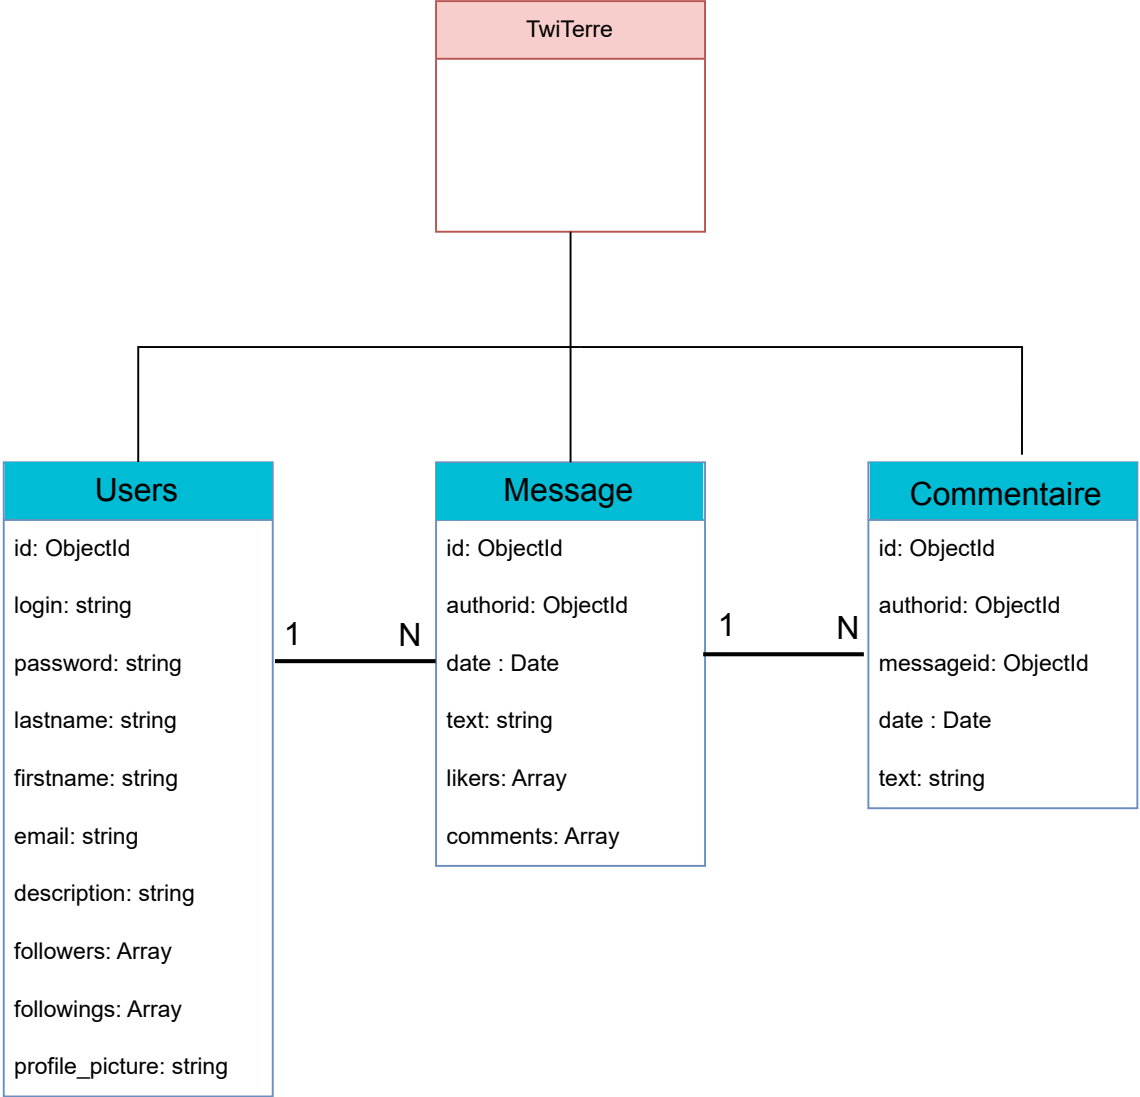 TwiTerre
Users
id: ObjectId
login: string
password: string
lastname: string
firstname: string
email: string
description: string
followers: Array
followings: Array
profile_picture: string
1
N
Message
id: ObjectId
authorid: ObjectId
date : Date
text: string
likers: Array
comments: Array
1
N
Commentaire
id: ObjectId
authorid: ObjectId
messageid: ObjectId
date : Date
text: string